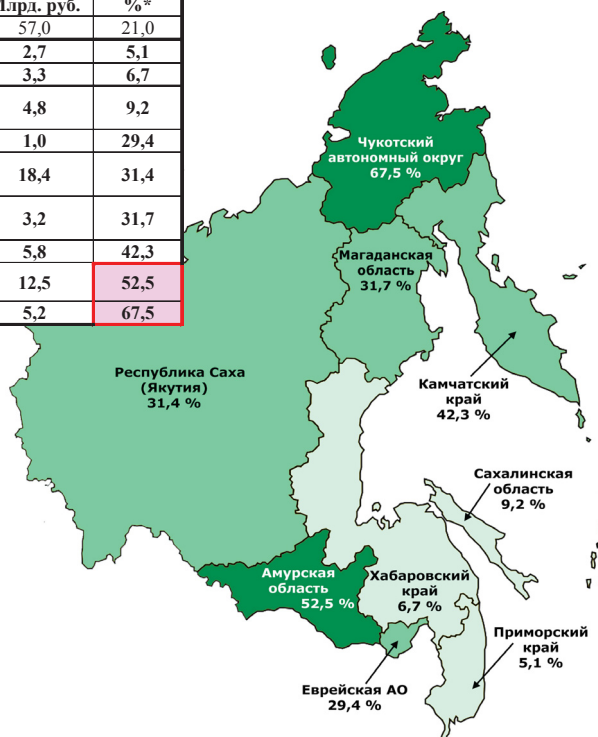 Млрд. руб. %*
57,0 21,0
2,7 5,1
3,3 6,7
4,8 9,2
1,0 29,4
18,4 31,4
3,2 31,7
5,8 42,3
12,5 52,5
5,2 67,5
Чукотский
автономный округ
67,5 %
Магаданская
область
31,7 %
Республика Саха
(Якутия)
31,4 %
Камчатский
край
42,3 %
Сахалинская
область
9,2 %
Амурская
область
52,5 %
Хабаровский
край
6,7 %
Приморский
край
5,1 %
Еврейская АО
29,4 %